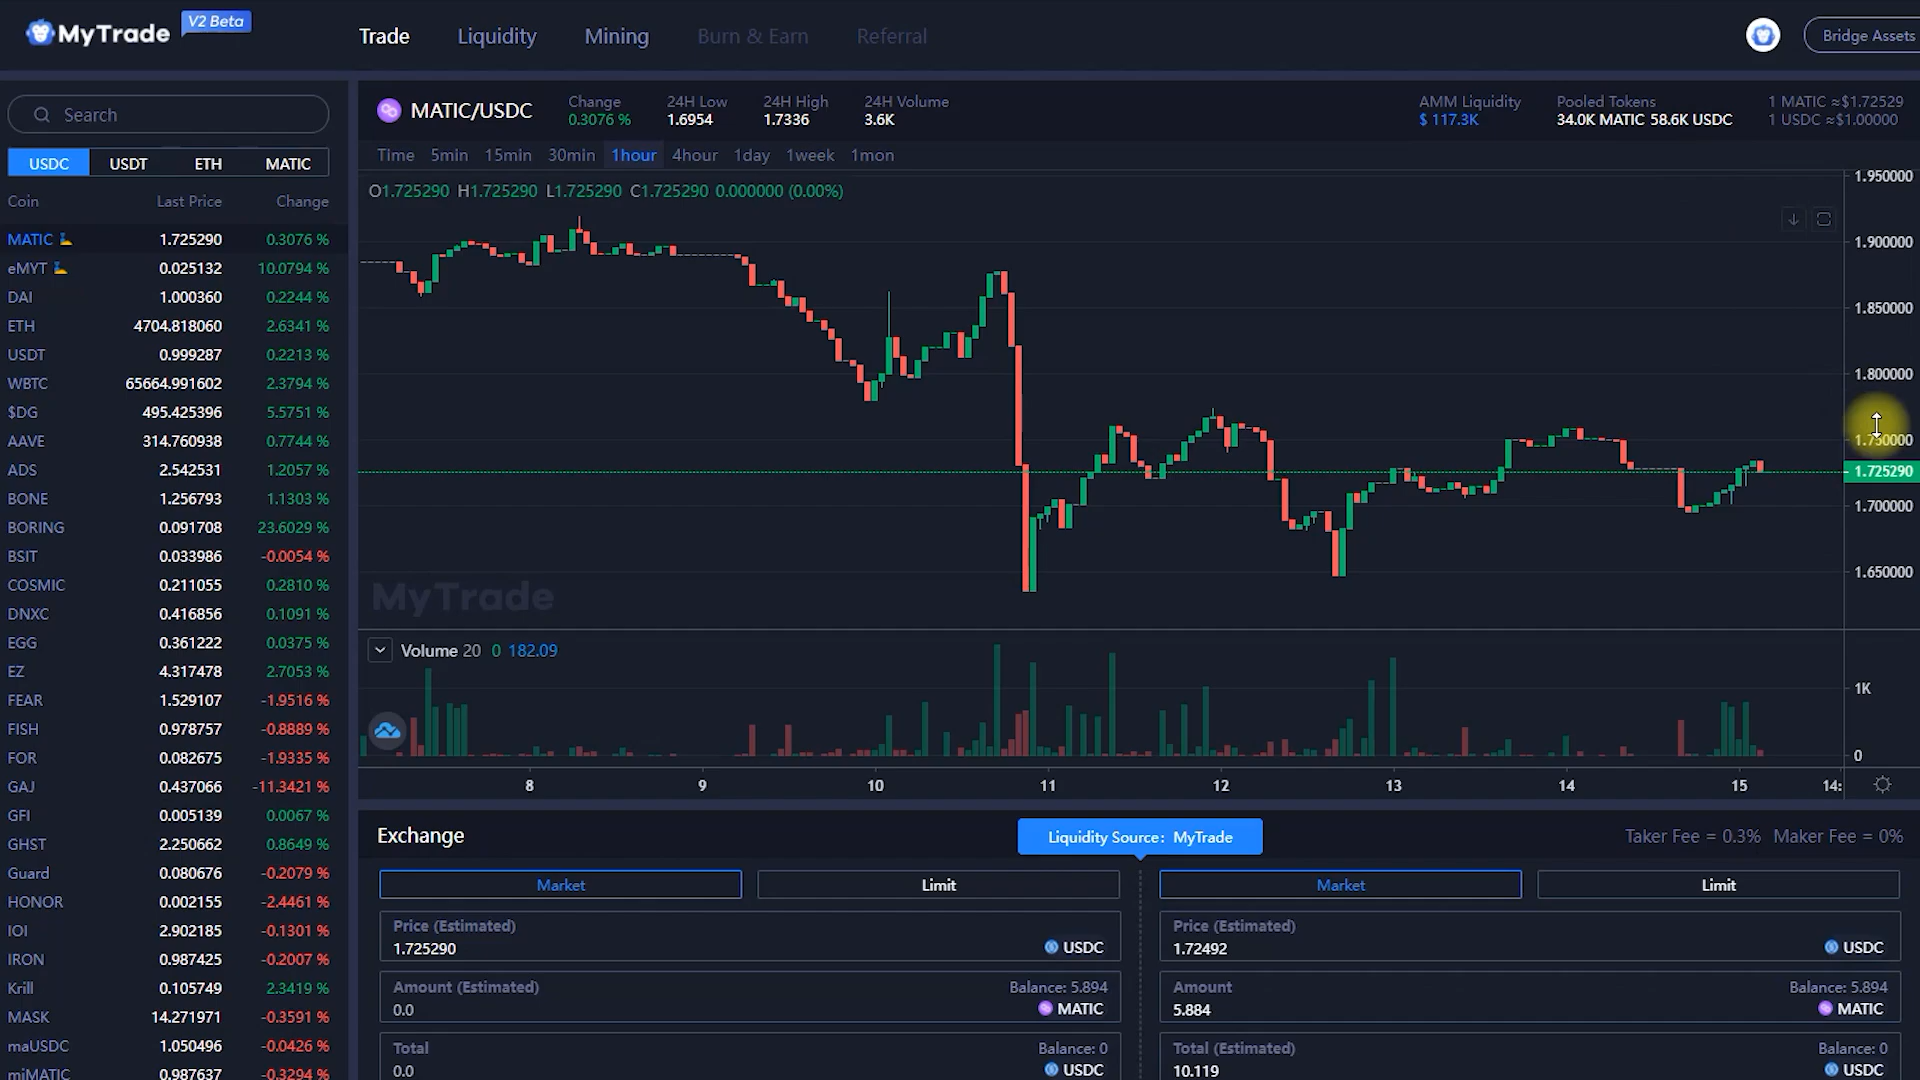 MyTrade V2 Beta
Trade Liquidity Mining Burn & Earn Referral
Bridge Assets
Search
USDC USDT ETH MATIC
Coin Last Price Change
MATIC 1.725290 0.3076 %
eMYT 0.025132 10.0794 %
DAI 1.000360 0.2244 %
ETH 4704.818060 2.6341 %
USDT 0.999287 0.2213 %
WBTC 65664.991602 2.3794 %
$DG 495.425396 5.5751 %
AAVE 314.760938 0.7744 %
ADS 2.542531 1.2057 %
BONE 1.256793 1.1303 %
BORING 0.091708 23.6029 %
BSIT 0.033986 -0.0054 %
COSMIC 0.211055 0.2810 %
DNXC 0.416856 0.1091 %
EGG 0.361222 0.0375 %
EZ 4.317478 2.7053 %
FEAR 1.529107 -1.9516 %
FISH 0.978757 -0.8889 %
FOR 0.082675 -1.9335 %
GAJ 0.437066 -11.3421 %
GFI 0.005139 0.0067 %
GHST 2.250662 0.8649 %
Guard 0.080676 -0.2079 %
HONOR 0.002155 -2.4461 %
IOI 2.902185 -0.1301 %
IRON 0.987425 -0.2007 %
Krill 0.105749 2.3419 %
MASK 14.271971 -0.3591 %
maUSDC 1.050496 -0.0426 %
miMATIC 0.987637 -0.3294 %
MATIC/USDC
Change
0.3076 %
24H Low
1.6954
24H High
1.7336
24H Volume
3.6K
AMM Liquidity
$ 117.3K
Pooled Tokens
34.0K MATIC 58.6K USDC
1 MATIC ≈$1.72529
1 USDC ≈$1.00000
Time 5min 15min 30min 1hour 4hour 1day 1week 1mon
O1.725290 H1.725290 L1.725290 C1.725290 0.000000 (0.00%)
1.950000
1.900000
1.850000
1.800000
1.750000
1.725290
1.700000
1.650000
MyTrade
Volume 20 0 182.09
1K
0
8 9 10 11 12 13 14 15 14:
Exchange
Liquidity Source: MyTrade
Taker Fee = 0.3% Maker Fee = 0%
Market Limit
Price (Estimated)
1.725290 USDC
Amount (Estimated) Balance: 5.894
0.0 MATIC
Total Balance: 0
0.0 USDC
Market Limit
Price (Estimated)
1.72492 USDC
Amount Balance: 5.894
5.884 MATIC
Total (Estimated) Balance: 0
10.119 USDC